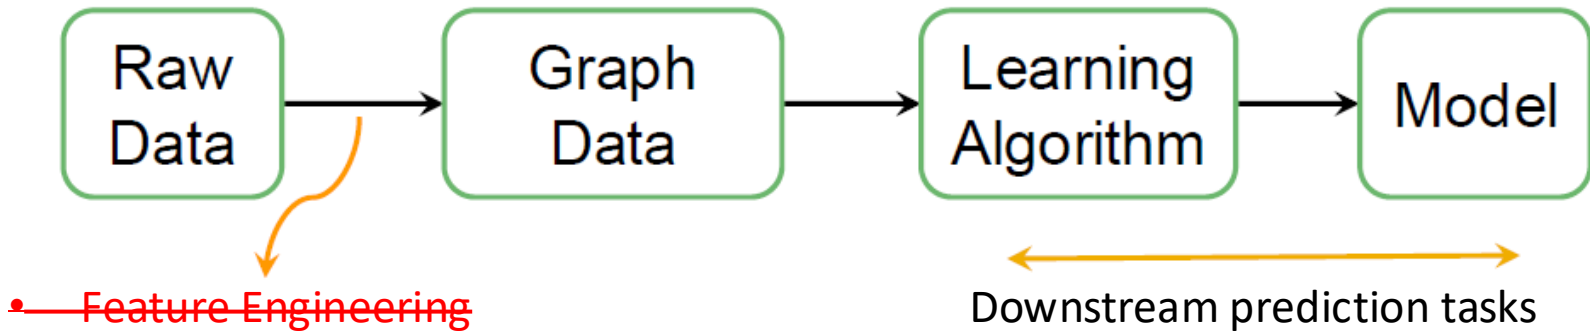 Raw
Data
Graph
Data
Learning
Algorithm
Model
• Feature Engineering
Downstream prediction tasks